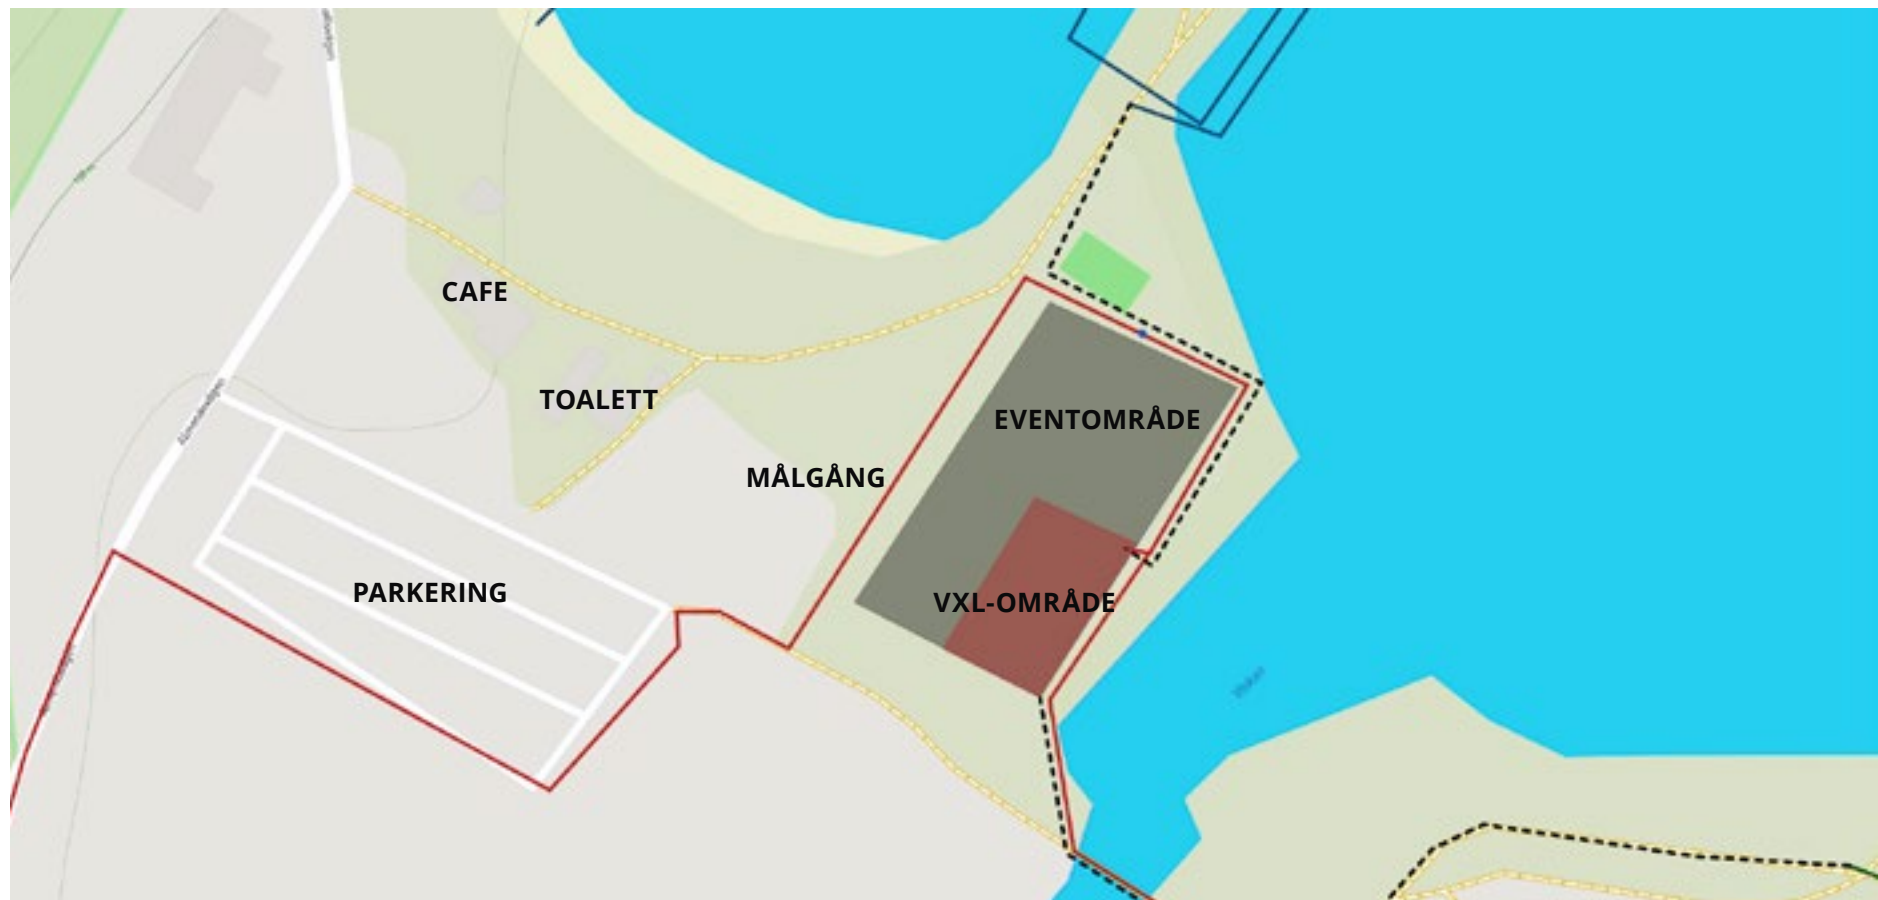 CAFE
TOALETT
EVENTOMRÅDE
MÅLGÅNG
PARKERING
VXL-OMRÅDE